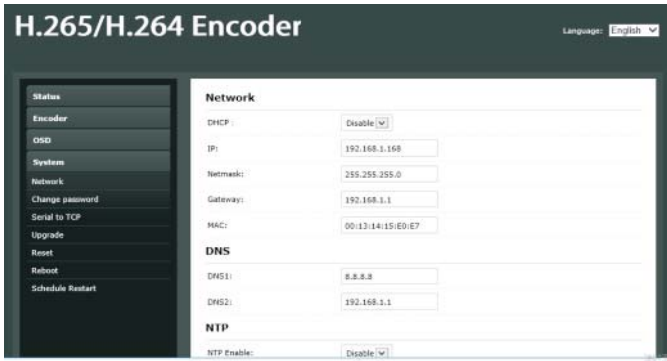 H.265/H.264 Encoder
Language: English
Status
Encoder
OSD
System
Network
Change password
Serial to TCP
Upgrade
Reset
Reboot
Schedule Restart
Network
DHCP : Disable
IP: 192.168.1.168
Netmask: 255.255.255.0
Gateway: 192.168.1.1
MAC: 00:13:14:15:E0:E7
DNS
DNS1: 8.8.8.8
DNS2: 192.168.1.1
NTP
NTP Enable: Disable